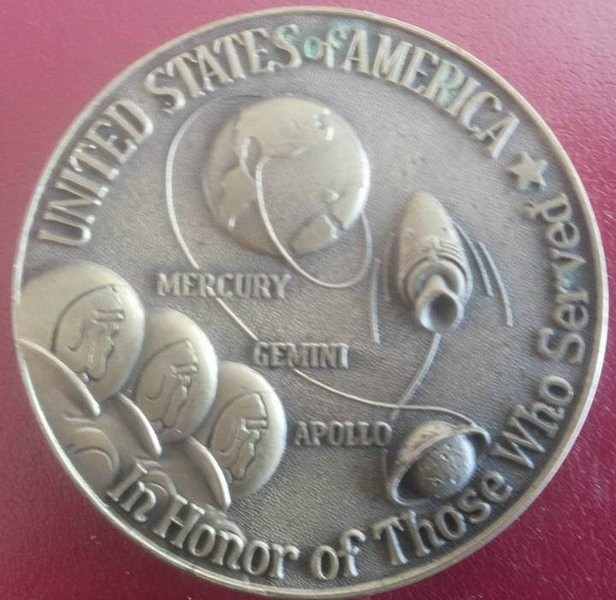 UNITED STATES of AMERICA ★
MERCURY
GEMINI
APOLLO
In Honor of Those Who Served